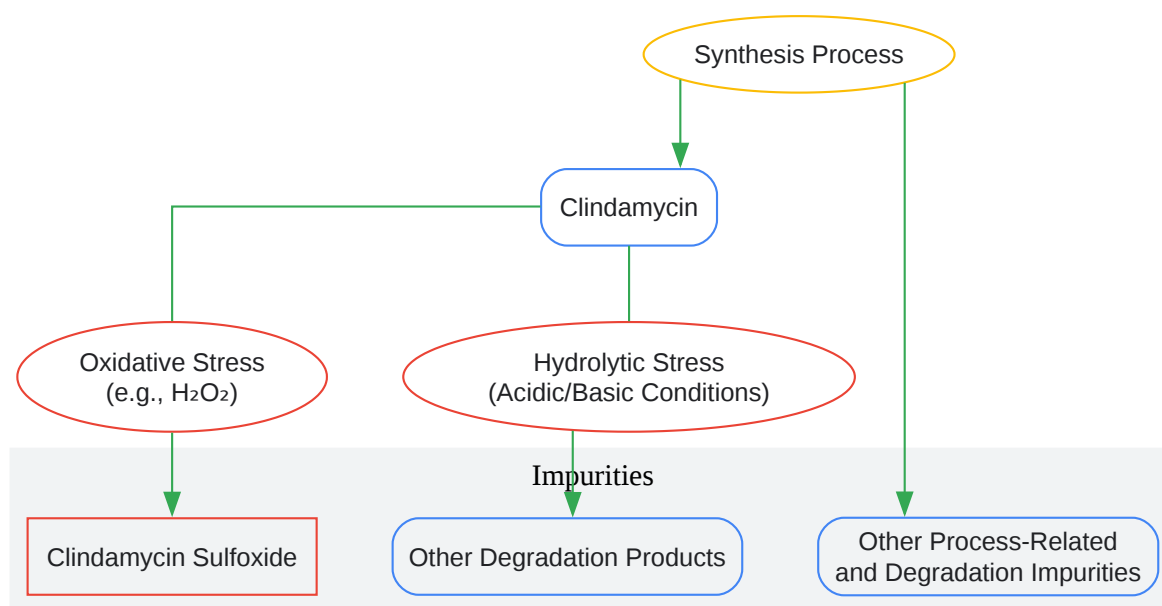 Synthesis Process
Clindamycin
Oxidative Stress
(e.g., H₂O₂)
Hydrolytic Stress
(Acidic/Basic Conditions)
Impurities
Clindamycin Sulfoxide
Other Degradation Products
Other Process-Related
and Degradation Impurities